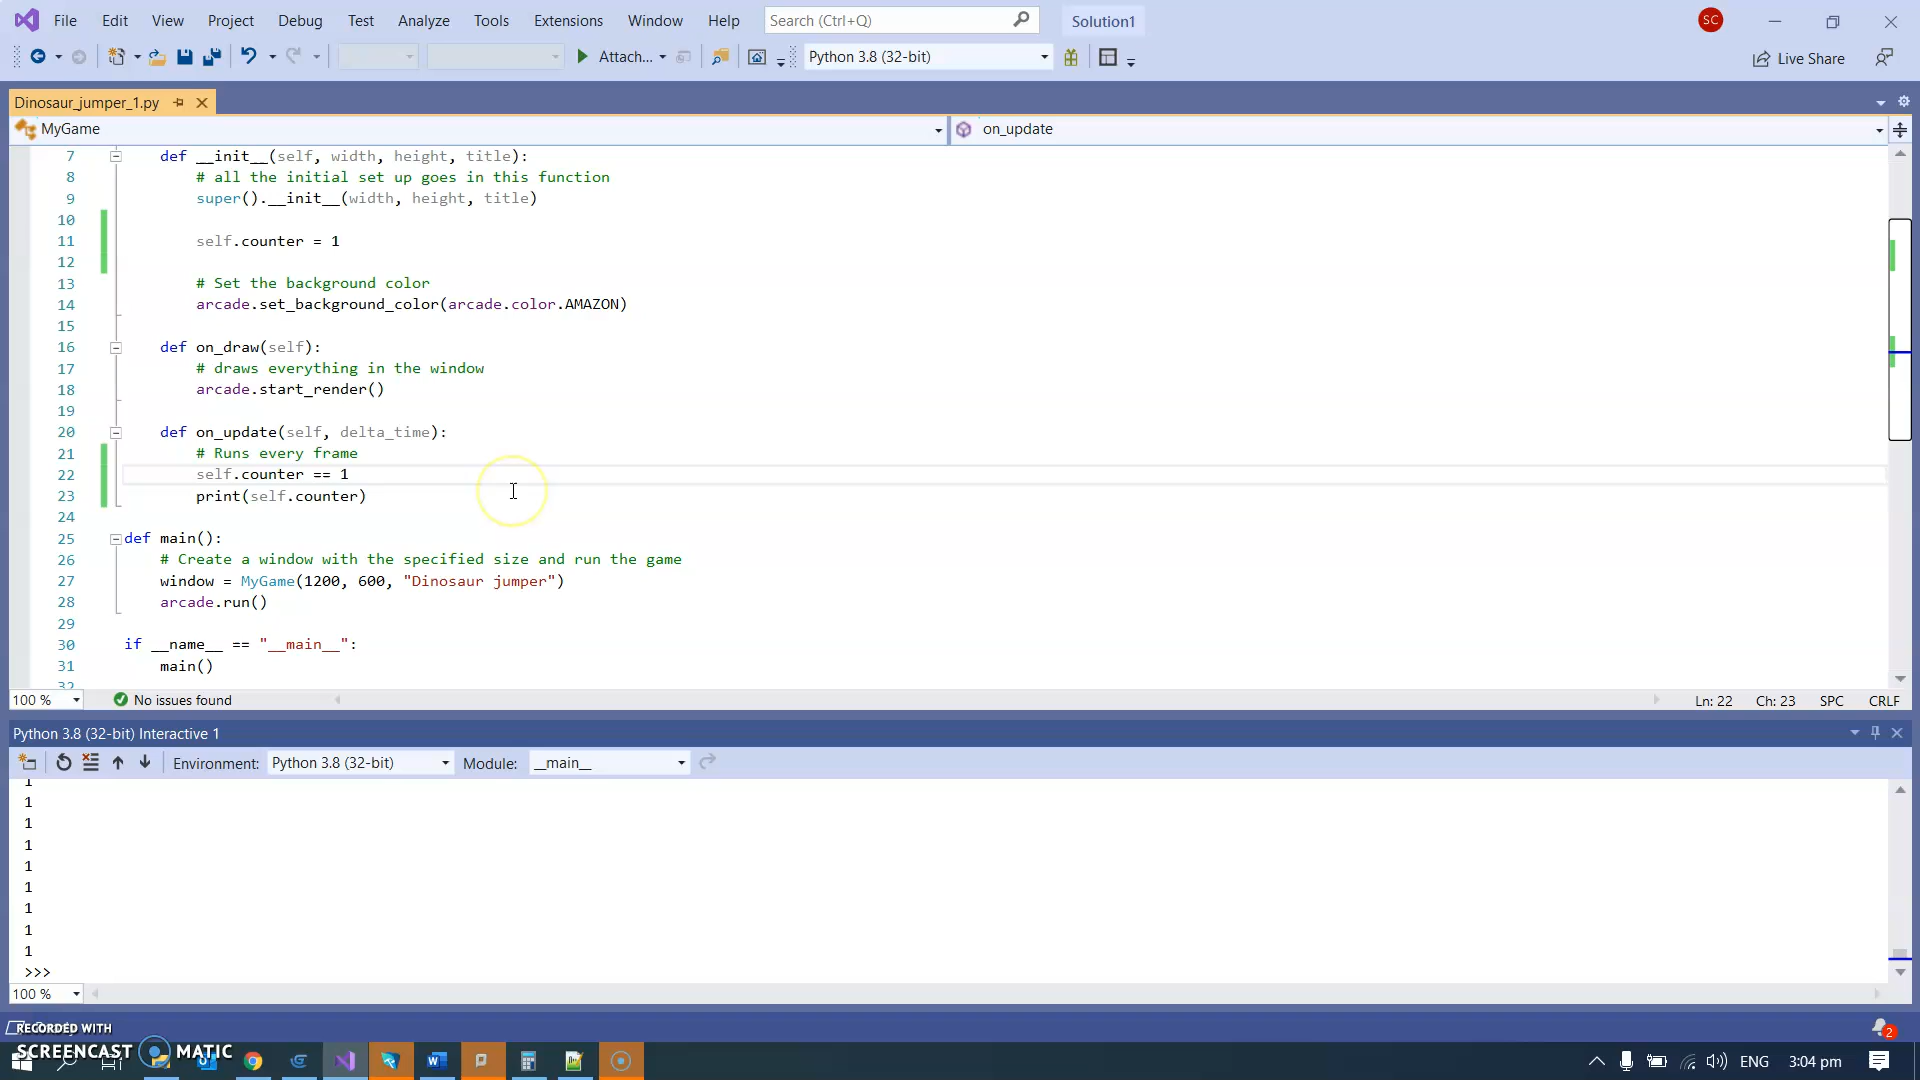 File Edit View Project Build Debug Test Analyze Tools Extensions Window Help Search (Ctrl+Q) Solution1 SC
Attach... Python 3.8 (32-bit) Live Share
Dinosaur_jumper_1.py
MyGame on_update
7 def __init__(self, width, height, title):
8 # all the initial set up goes in this function
9 super().__init__(width, height, title)
10
11 self.counter = 1
12
13 # Set the background color
14 arcade.set_background_color(arcade.color.AMAZON)
15
16 def on_draw(self):
17 # draws everything in the window
18 arcade.start_render()
19
20 def on_update(self, delta_time):
21 # Runs every frame
22 self.counter == 1
23 print(self.counter)
24
25 def main():
26 # Create a window with the specified size and run the game
27 window = MyGame(1200, 600, "Dinosaur jumper")
28 arcade.run()
29
30 if __name__ == "__main__":
31 main()
32
100 % No issues found Ln: 22 Ch: 23 SPC CRLF
Python 3.8 (32-bit) Interactive 1
Environment: Python 3.8 (32-bit) Module: __main__
1
1
1
1
1
1
1
1
1
>>>
100 %
RECORDED WITH
SCREENCAST MATIC
2
ENG 3:04 pm